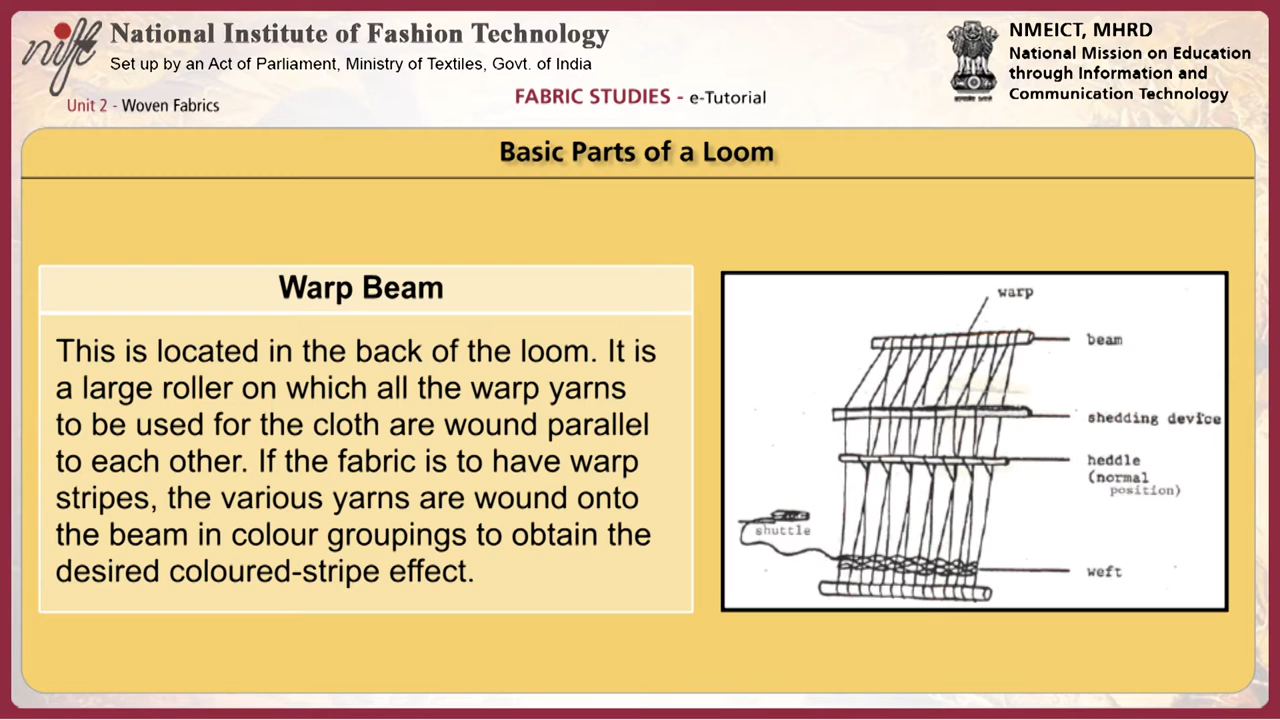 nift
National Institute of Fashion Technology
Set up by an Act of Parliament, Ministry of Textiles, Govt. of India
Unit 2 - Woven Fabrics
FABRIC STUDIES - e-Tutorial
NMEICT, MHRD
National Mission on Education
through Information and
Communication Technology
Basic Parts of a Loom
Warp Beam
This is located in the back of the loom. It is
a large roller on which all the warp yarns
to be used for the cloth are wound parallel
to each other. If the fabric is to have warp
stripes, the various yarns are wound onto
the beam in colour groupings to obtain the
desired coloured-stripe effect.
warp
beam
shedding device
heddle
(normal
position)
shuttle
weft